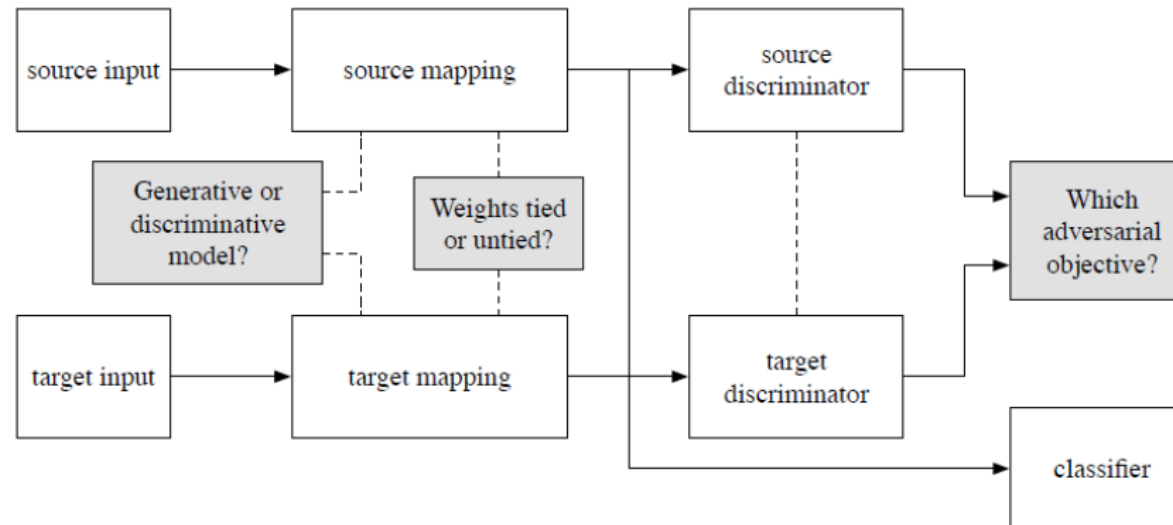 source input
source mapping
source
discriminator
Generative or
discriminative
model?
Weights tied
or untied?
Which
adversarial
objective?
target input
target mapping
target
discriminator
classifier